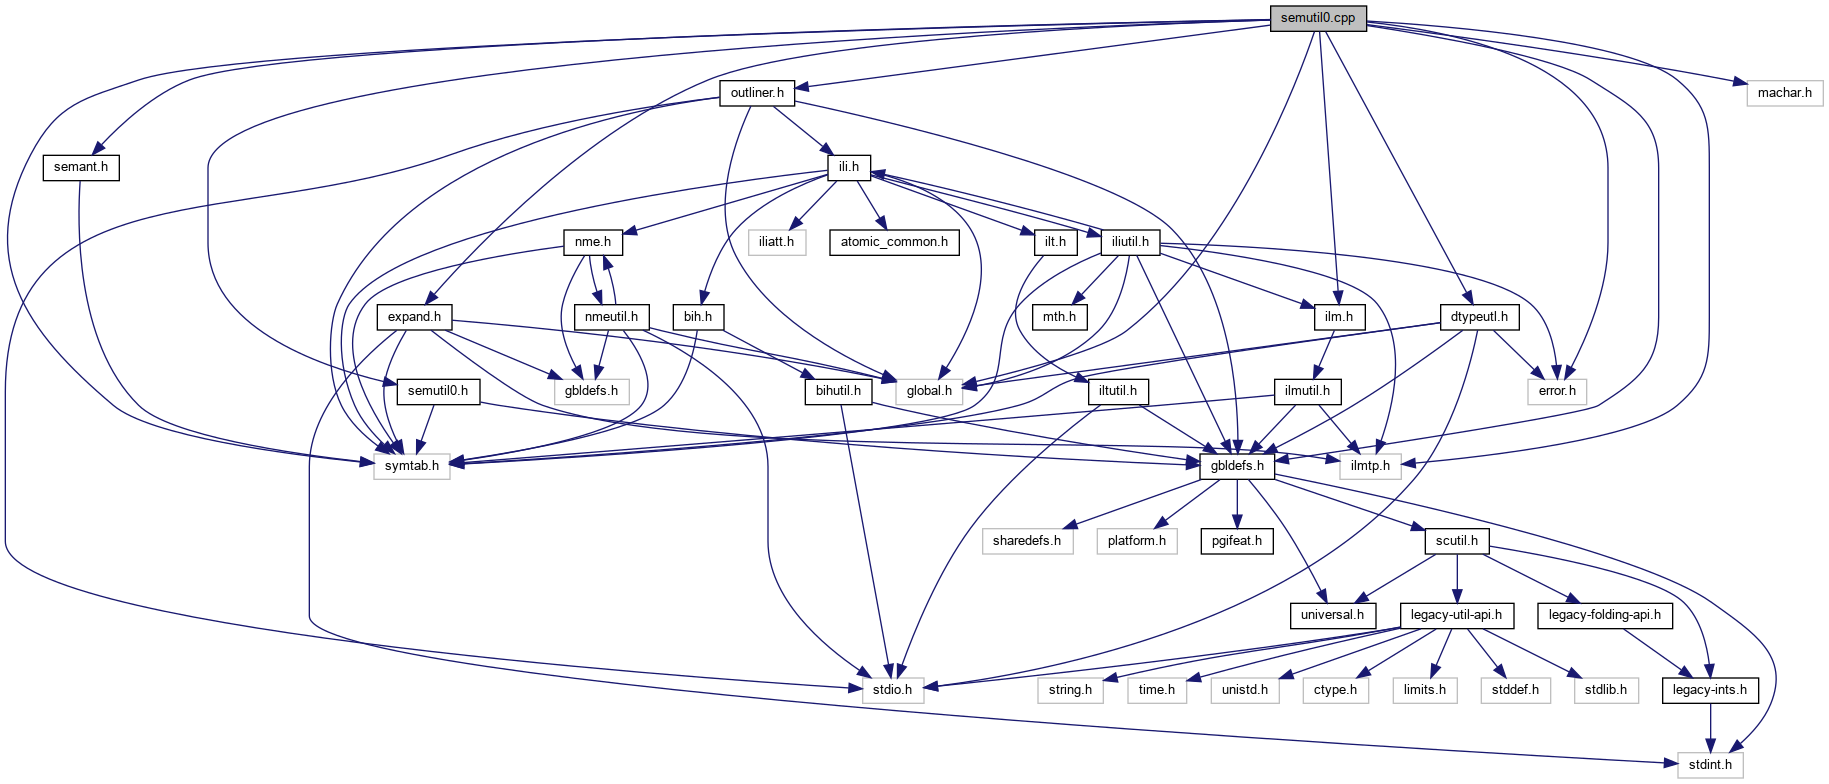 semutil0.cpp
outliner.h
machar.h
semant.h
ili.h
nme.h
iliatt.h
atomic_common.h
ilt.h
iliutil.h
expand.h
nmeutil.h
bih.h
mth.h
ilm.h
dtypeutl.h
semutil0.h
gbldefs.h
bihutil.h
global.h
iltutil.h
ilmutil.h
error.h
symtab.h
gbldefs.h
ilmtp.h
sharedefs.h
platform.h
pgifeat.h
scutil.h
universal.h
legacy-util-api.h
legacy-folding-api.h
stdio.h
string.h
time.h
unistd.h
ctype.h
limits.h
stddef.h
stdlib.h
legacy-ints.h
stdint.h